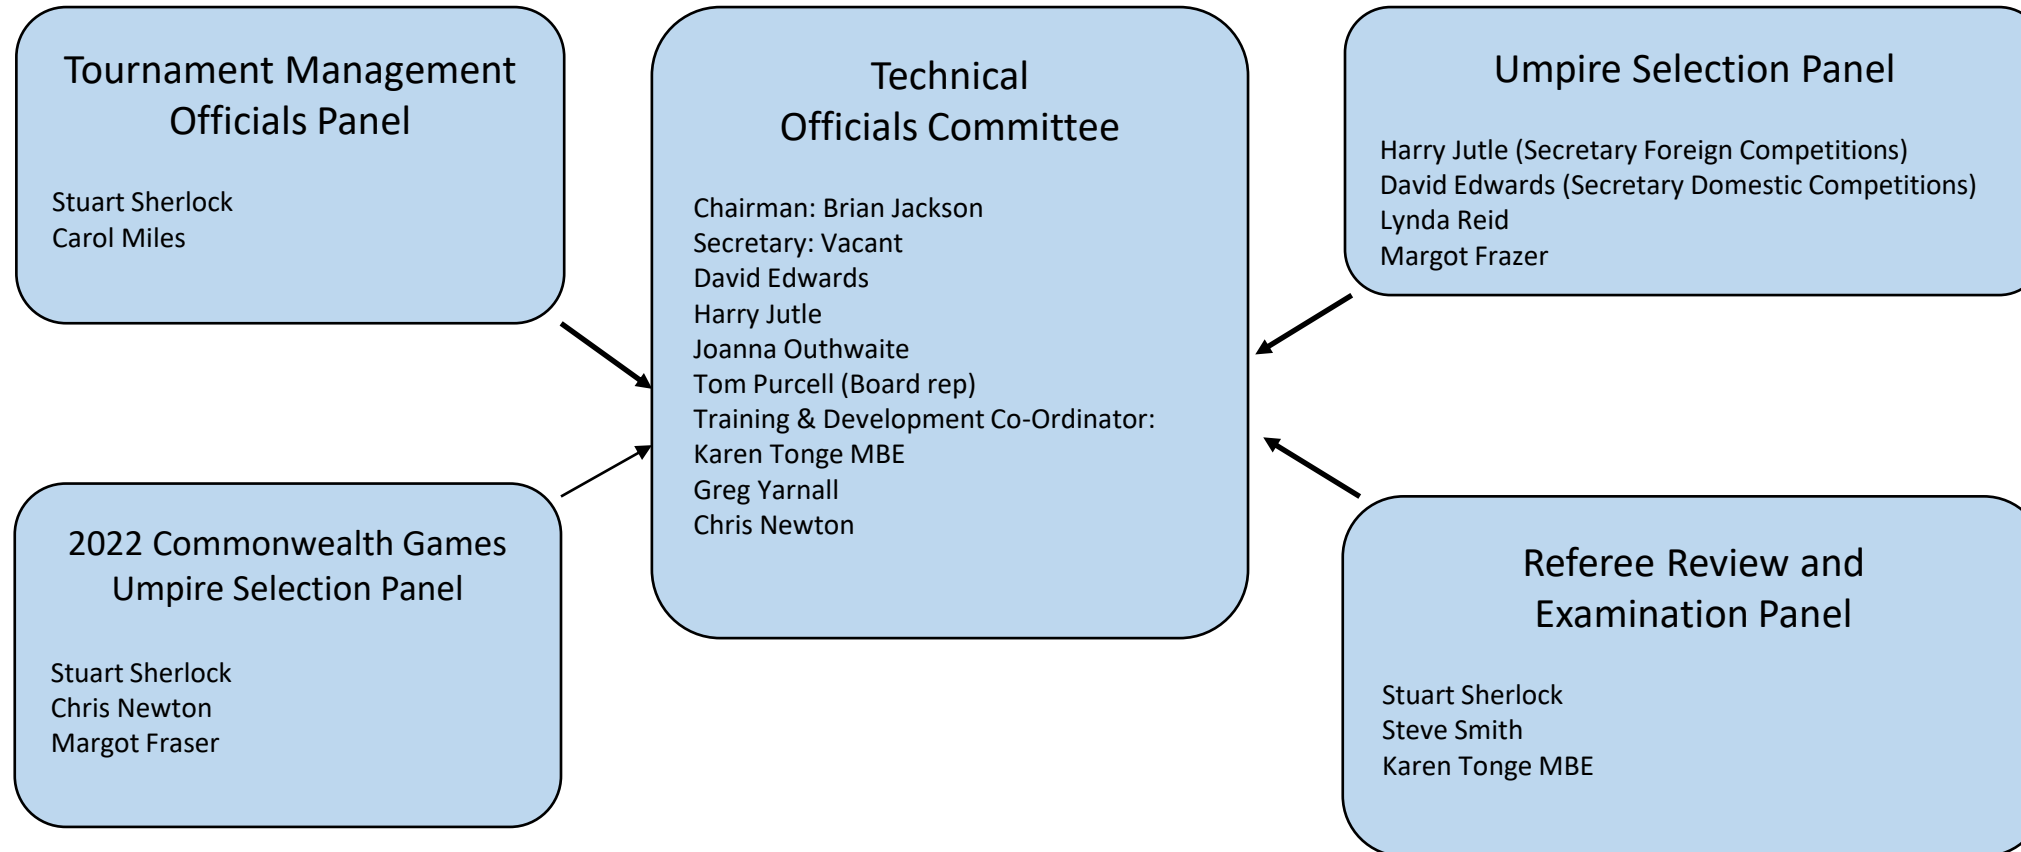 Tournament Management
Officials Panel
Stuart Sherlock
Carol Miles
Technical
Officials Committee
Chairman: Brian Jackson
Secretary: Vacant
David Edwards
Harry Jutle
Joanna Outhwaite
Tom Purcell (Board rep)
Training & Development Co-Ordinator:
Karen Tonge MBE
Greg Yarnall
Chris Newton
Umpire Selection Panel
Harry Jutle (Secretary Foreign Competitions)
David Edwards (Secretary Domestic Competitions)
Lynda Reid
Margot Frazer
2022 Commonwealth Games
Umpire Selection Panel
Stuart Sherlock
Chris Newton
Margot Fraser
Referee Review and
Examination Panel
Stuart Sherlock
Steve Smith
Karen Tonge MBE